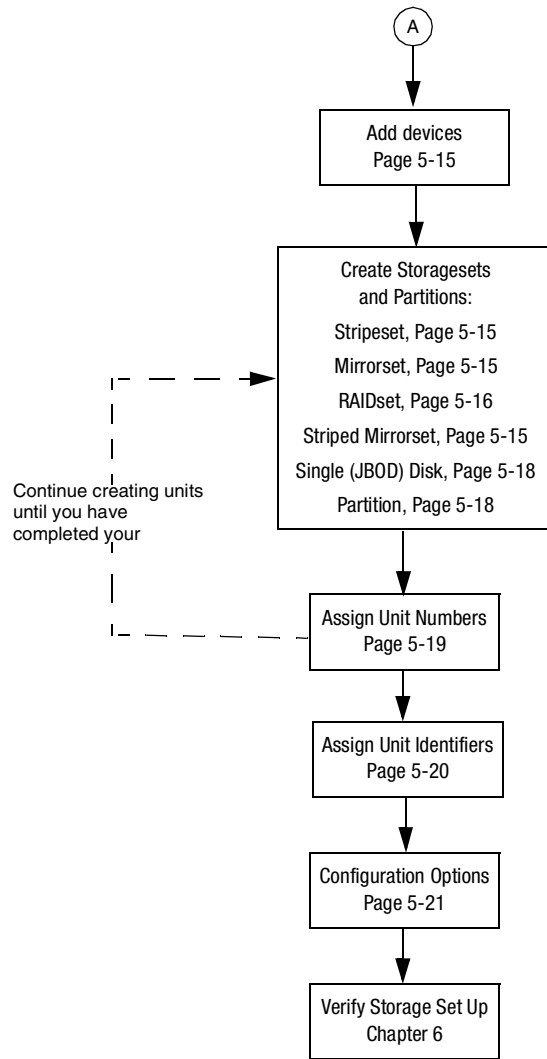 A
Add devices
Page 5-15
Create Storagesets
and Partitions:
Stripeset, Page 5-15
Mirrorset, Page 5-15
RAIDset, Page 5-16
Striped Mirrorset, Page 5-15
Single (JBOD) Disk, Page 5-18
Partition, Page 5-18
Continue creating units
until you have
completed your
Assign Unit Numbers
Page 5-19
Assign Unit Identifiers
Page 5-20
Configuration Options
Page 5-21
Verify Storage Set Up
Chapter 6